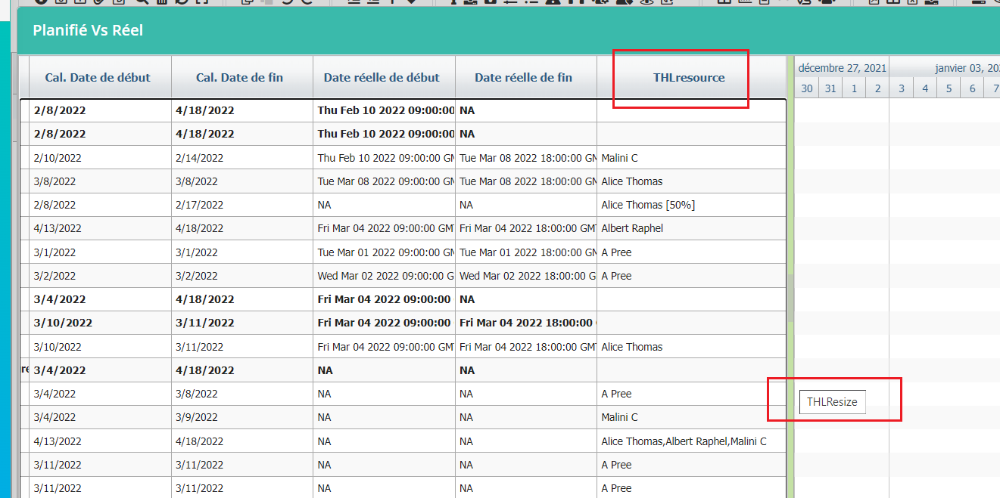 Planifié Vs Réel
Cal. Date de début Cal. Date de fin Date réelle de début Date réelle de fin THLresource décembre 27, 2021 janvier 03, 202
30 31 1 2 3 4 5 6 7
2/8/2022 4/18/2022 Thu Feb 10 2022 09:00:00 NA
2/8/2022 4/18/2022 Thu Feb 10 2022 09:00:00 NA
2/10/2022 2/14/2022 Thu Feb 10 2022 09:00:00 GM Tue Mar 08 2022 18:00:00 GM Malini C
3/8/2022 3/8/2022 Tue Mar 08 2022 09:00:00 GM Tue Mar 08 2022 18:00:00 GM Alice Thomas
2/8/2022 2/17/2022 NA NA Alice Thomas [50%]
4/13/2022 4/18/2022 Fri Mar 04 2022 09:00:00 GMT Fri Mar 04 2022 18:00:00 GMT Albert Raphel
3/1/2022 3/1/2022 Tue Mar 01 2022 09:00:00 GM Tue Mar 01 2022 18:00:00 GM A Pree
3/2/2022 3/2/2022 Wed Mar 02 2022 09:00:00 G Wed Mar 02 2022 18:00:00 G A Pree
3/4/2022 4/18/2022 Fri Mar 04 2022 09:00:00 NA
3/10/2022 3/11/2022 Fri Mar 04 2022 09:00:00 Fri Mar 04 2022 18:00:00
3/10/2022 3/11/2022 Fri Mar 04 2022 09:00:00 GMT Fri Mar 04 2022 18:00:00 GMT Alice Thomas
re 3/4/2022 4/18/2022 NA NA
3/4/2022 3/8/2022 NA NA A Pree
THLResize
3/4/2022 3/9/2022 NA NA Malini C
4/13/2022 4/18/2022 NA NA Alice Thomas,Albert Raphel,Malini C
3/11/2022 3/11/2022 NA NA A Pree
3/11/2022 3/11/2022 NA NA A Pree